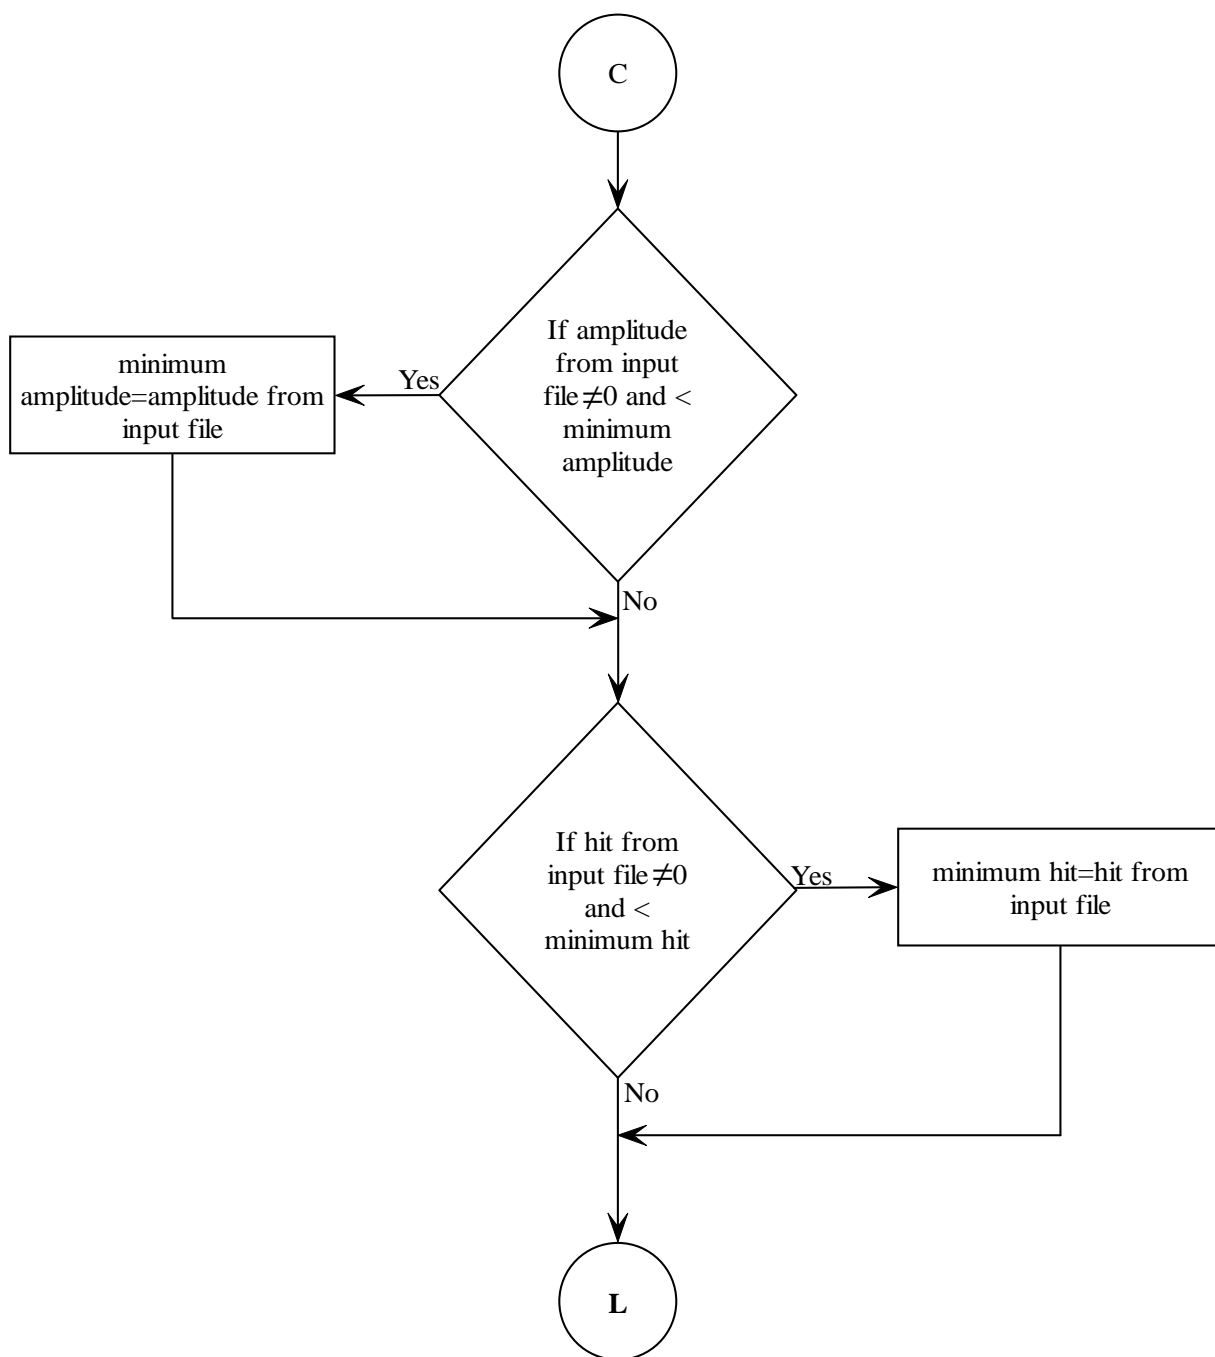 C
If amplitude
from input
file≠0 and <
minimum
amplitude
Yes
minimum
amplitude=amplitude from
input file
No
If hit from
input file≠0
and <
minimum hit
Yes
minimum hit=hit from
input file
No
L